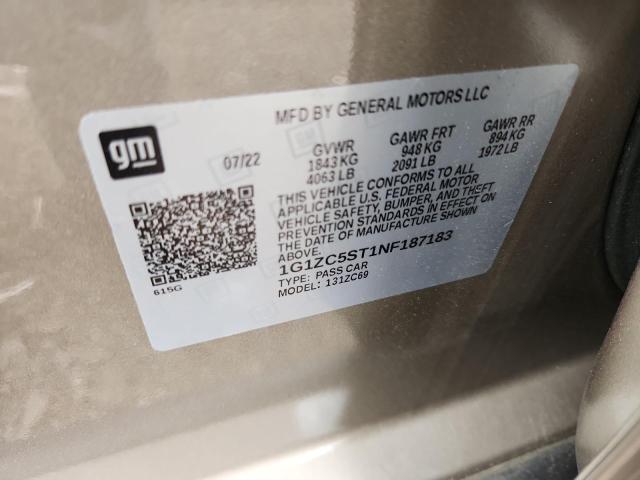 MFD BY GENERAL MOTORS LLC
gm
07/22 GVWR GAWR FRT GAWR RR
1843 KG 948 KG 894 KG
4063 LB 2091 LB 1972 LB
THIS VEHICLE CONFORMS TO ALL
APPLICABLE U.S. FEDERAL MOTOR
VEHICLE SAFETY, BUMPER, AND THEFT
PREVENTION STANDARDS IN EFFECT ON
THE DATE OF MANUFACTURE SHOWN
ABOVE.
1G1ZC5ST1NF187183
TYPE: PASS CAR
MODEL: 131ZC69
615G